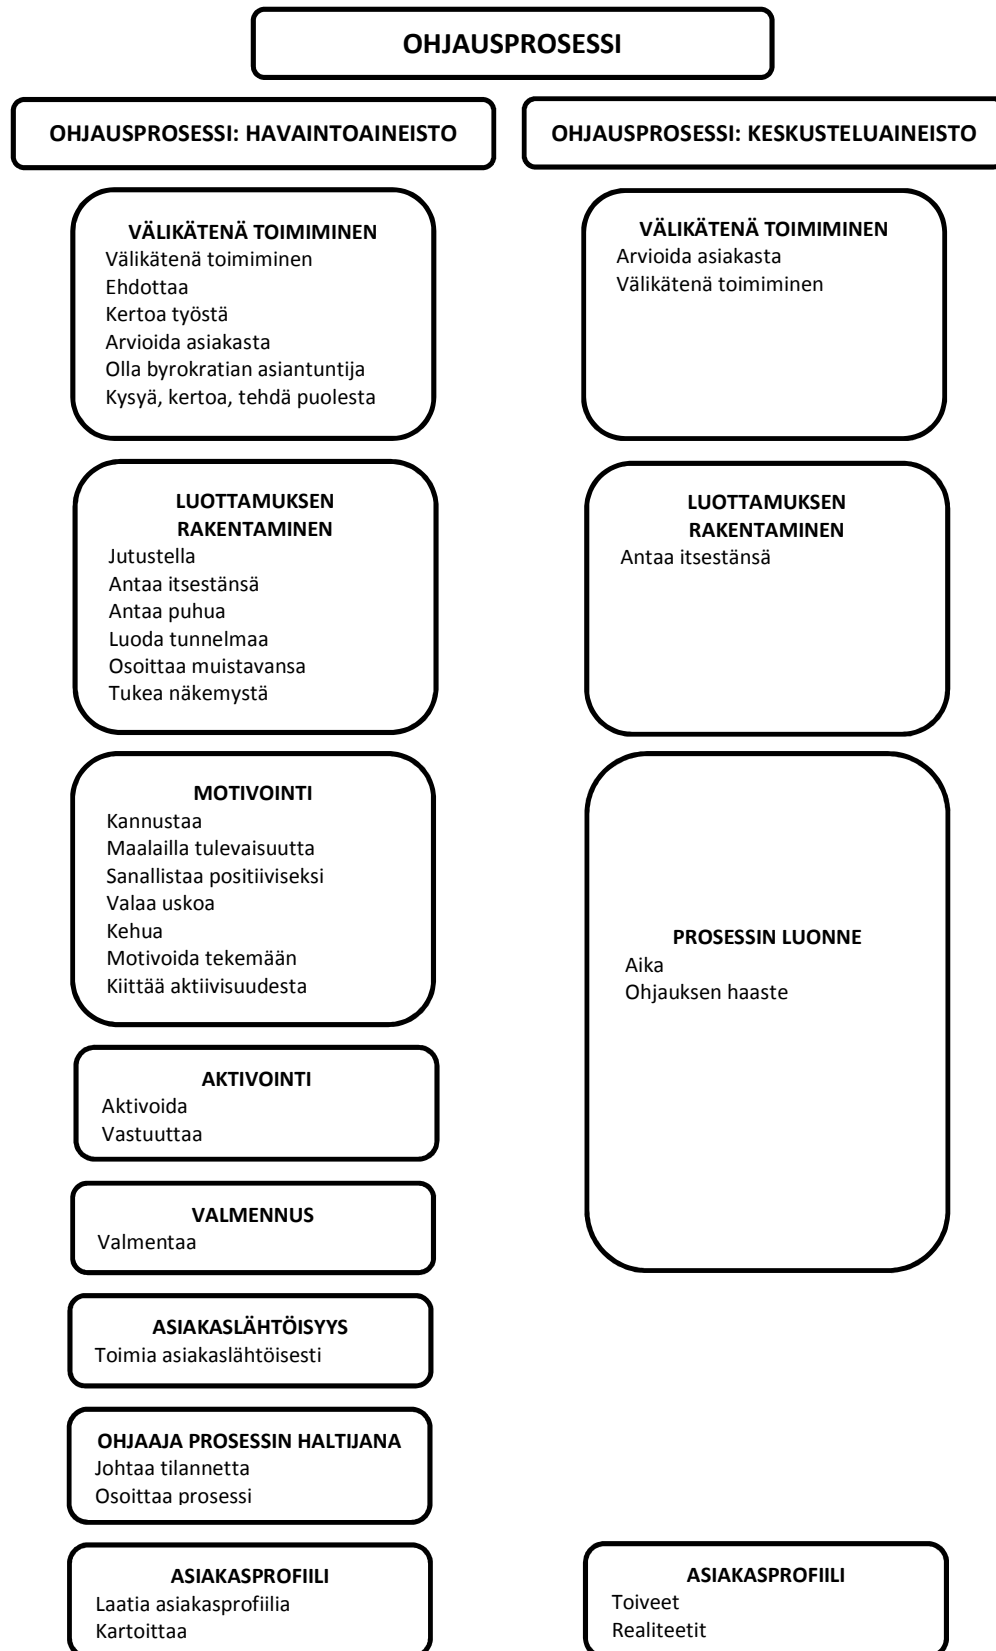 OHJAUSPROSESSI
OHJAUSPROSESSI: HAVAINTOAINEISTO
OHJAUSPROSESSI: KESKUSTELUAINEISTO
VÄLIKÄTENÄ TOIMIMINEN
Välikätenä toimiminen
Ehdottaa
Kertoa työstä
Arvioida asiakasta
Olla byrokratian asiantuntija
Kysyä, kertoa, tehdä puolesta
VÄLIKÄTENÄ TOIMIMINEN
Arvioida asiakasta
Välikätenä toimiminen
LUOTTAMUKSEN
RAKENTAMINEN
Jutustella
Antaa itsestänsä
Antaa puhua
Luoda tunnelmaa
Osoittaa muistavansa
Tukea näkemystä
LUOTTAMUKSEN
RAKENTAMINEN
Antaa itsestänsä
MOTIVOINTI
Kannustaa
Maalailla tulevaisuutta
Sanallistaa positiiviseksi
Valaa uskoa
Kehua
Motivoida tekemään
Kiittää aktiivisuudesta
PROSESSIN LUONNE
Aika
Ohjauksen haaste
AKTIVOINTI
Aktivoida
Vastuuttaa
VALMENNUS
Valmentaa
ASIAKASLÄHTÖISYYS
Toimia asiakaslähtöisesti
OHJAAJA PROSESSIN HALTIJANA
Johtaa tilannetta
Osoittaa prosessi
ASIAKASPROFIILI
Laatia asiakasprofiilia
Kartoittaa
ASIAKASPROFIILI
Toiveet
Realiteetit